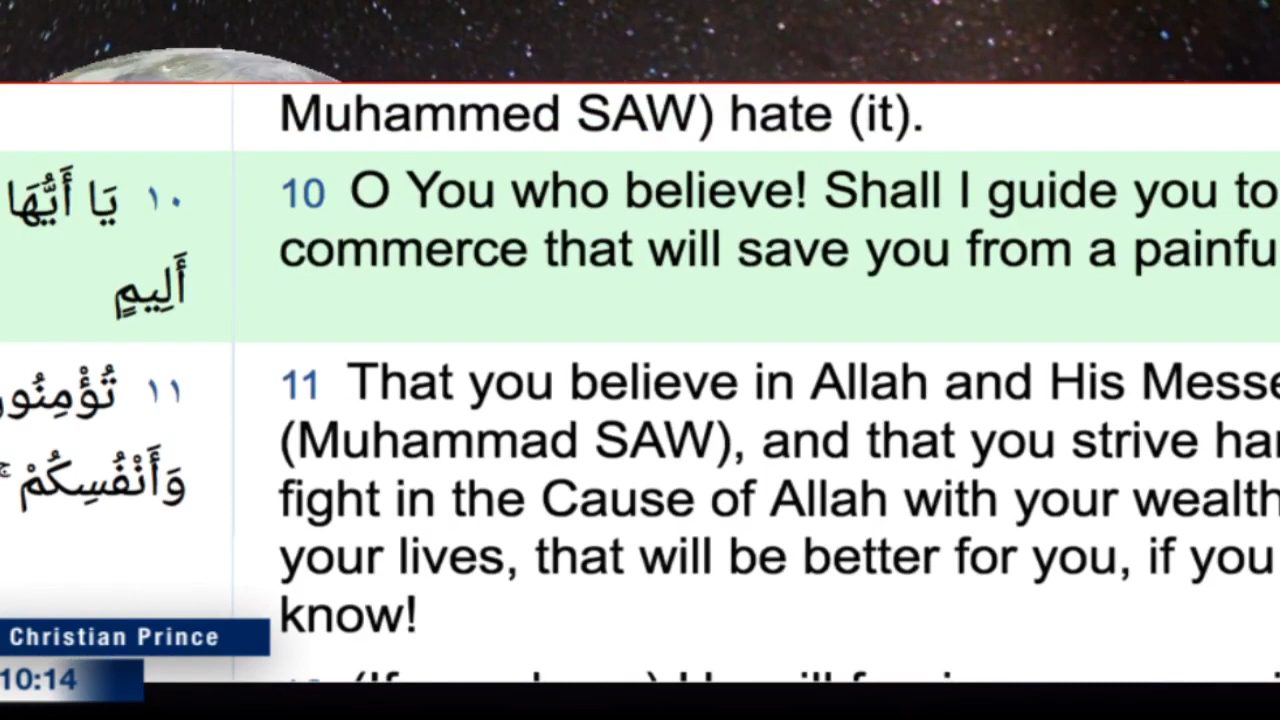 Muhammed SAW) hate (it).
١٠ يَا أَيُّهَا
أَلِيمٍ
10 O You who believe! Shall I guide you to
commerce that will save you from a painfu
١١ تُؤْمِنُو
وَأَنْفُسِكُمْ ۚ
11 That you believe in Allah and His Messe
(Muhammad SAW), and that you strive har
fight in the Cause of Allah with your wealth
your lives, that will be better for you, if you
know!
Christian Prince
10:14